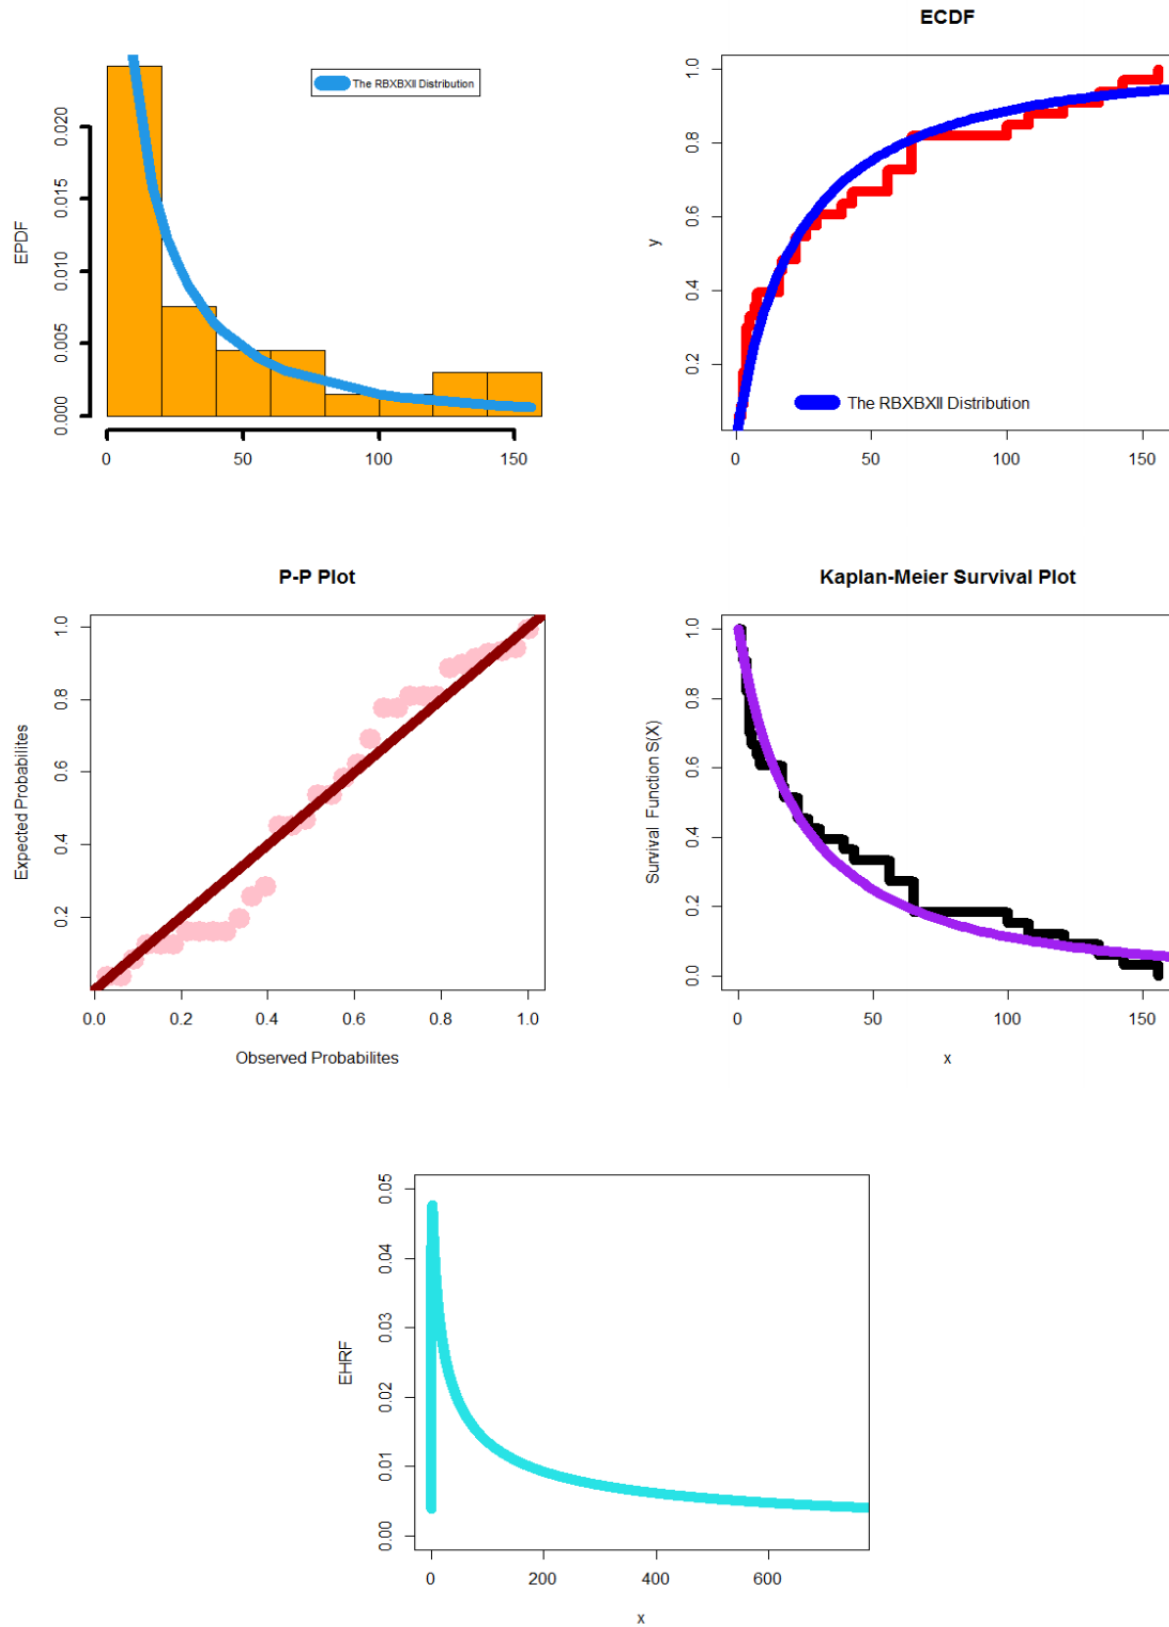 The RBXBXII Distribution
EPDF
0.000 0.005 0.010 0.015 0.020
0 50 100 150
ECDF
y
0.2 0.4 0.6 0.8 1.0
The RBXBXII Distribution
0 50 100 150
P-P Plot
Expected Probabilites
0.2 0.4 0.6 0.8 1.0
0.0 0.2 0.4 0.6 0.8 1.0
Observed Probabilites
Kaplan-Meier Survival Plot
Survival Function S(X)
0.0 0.2 0.4 0.6 0.8 1.0
0 50 100 150
x
EHRF
0.00 0.01 0.02 0.03 0.04 0.05
0 200 400 600
x